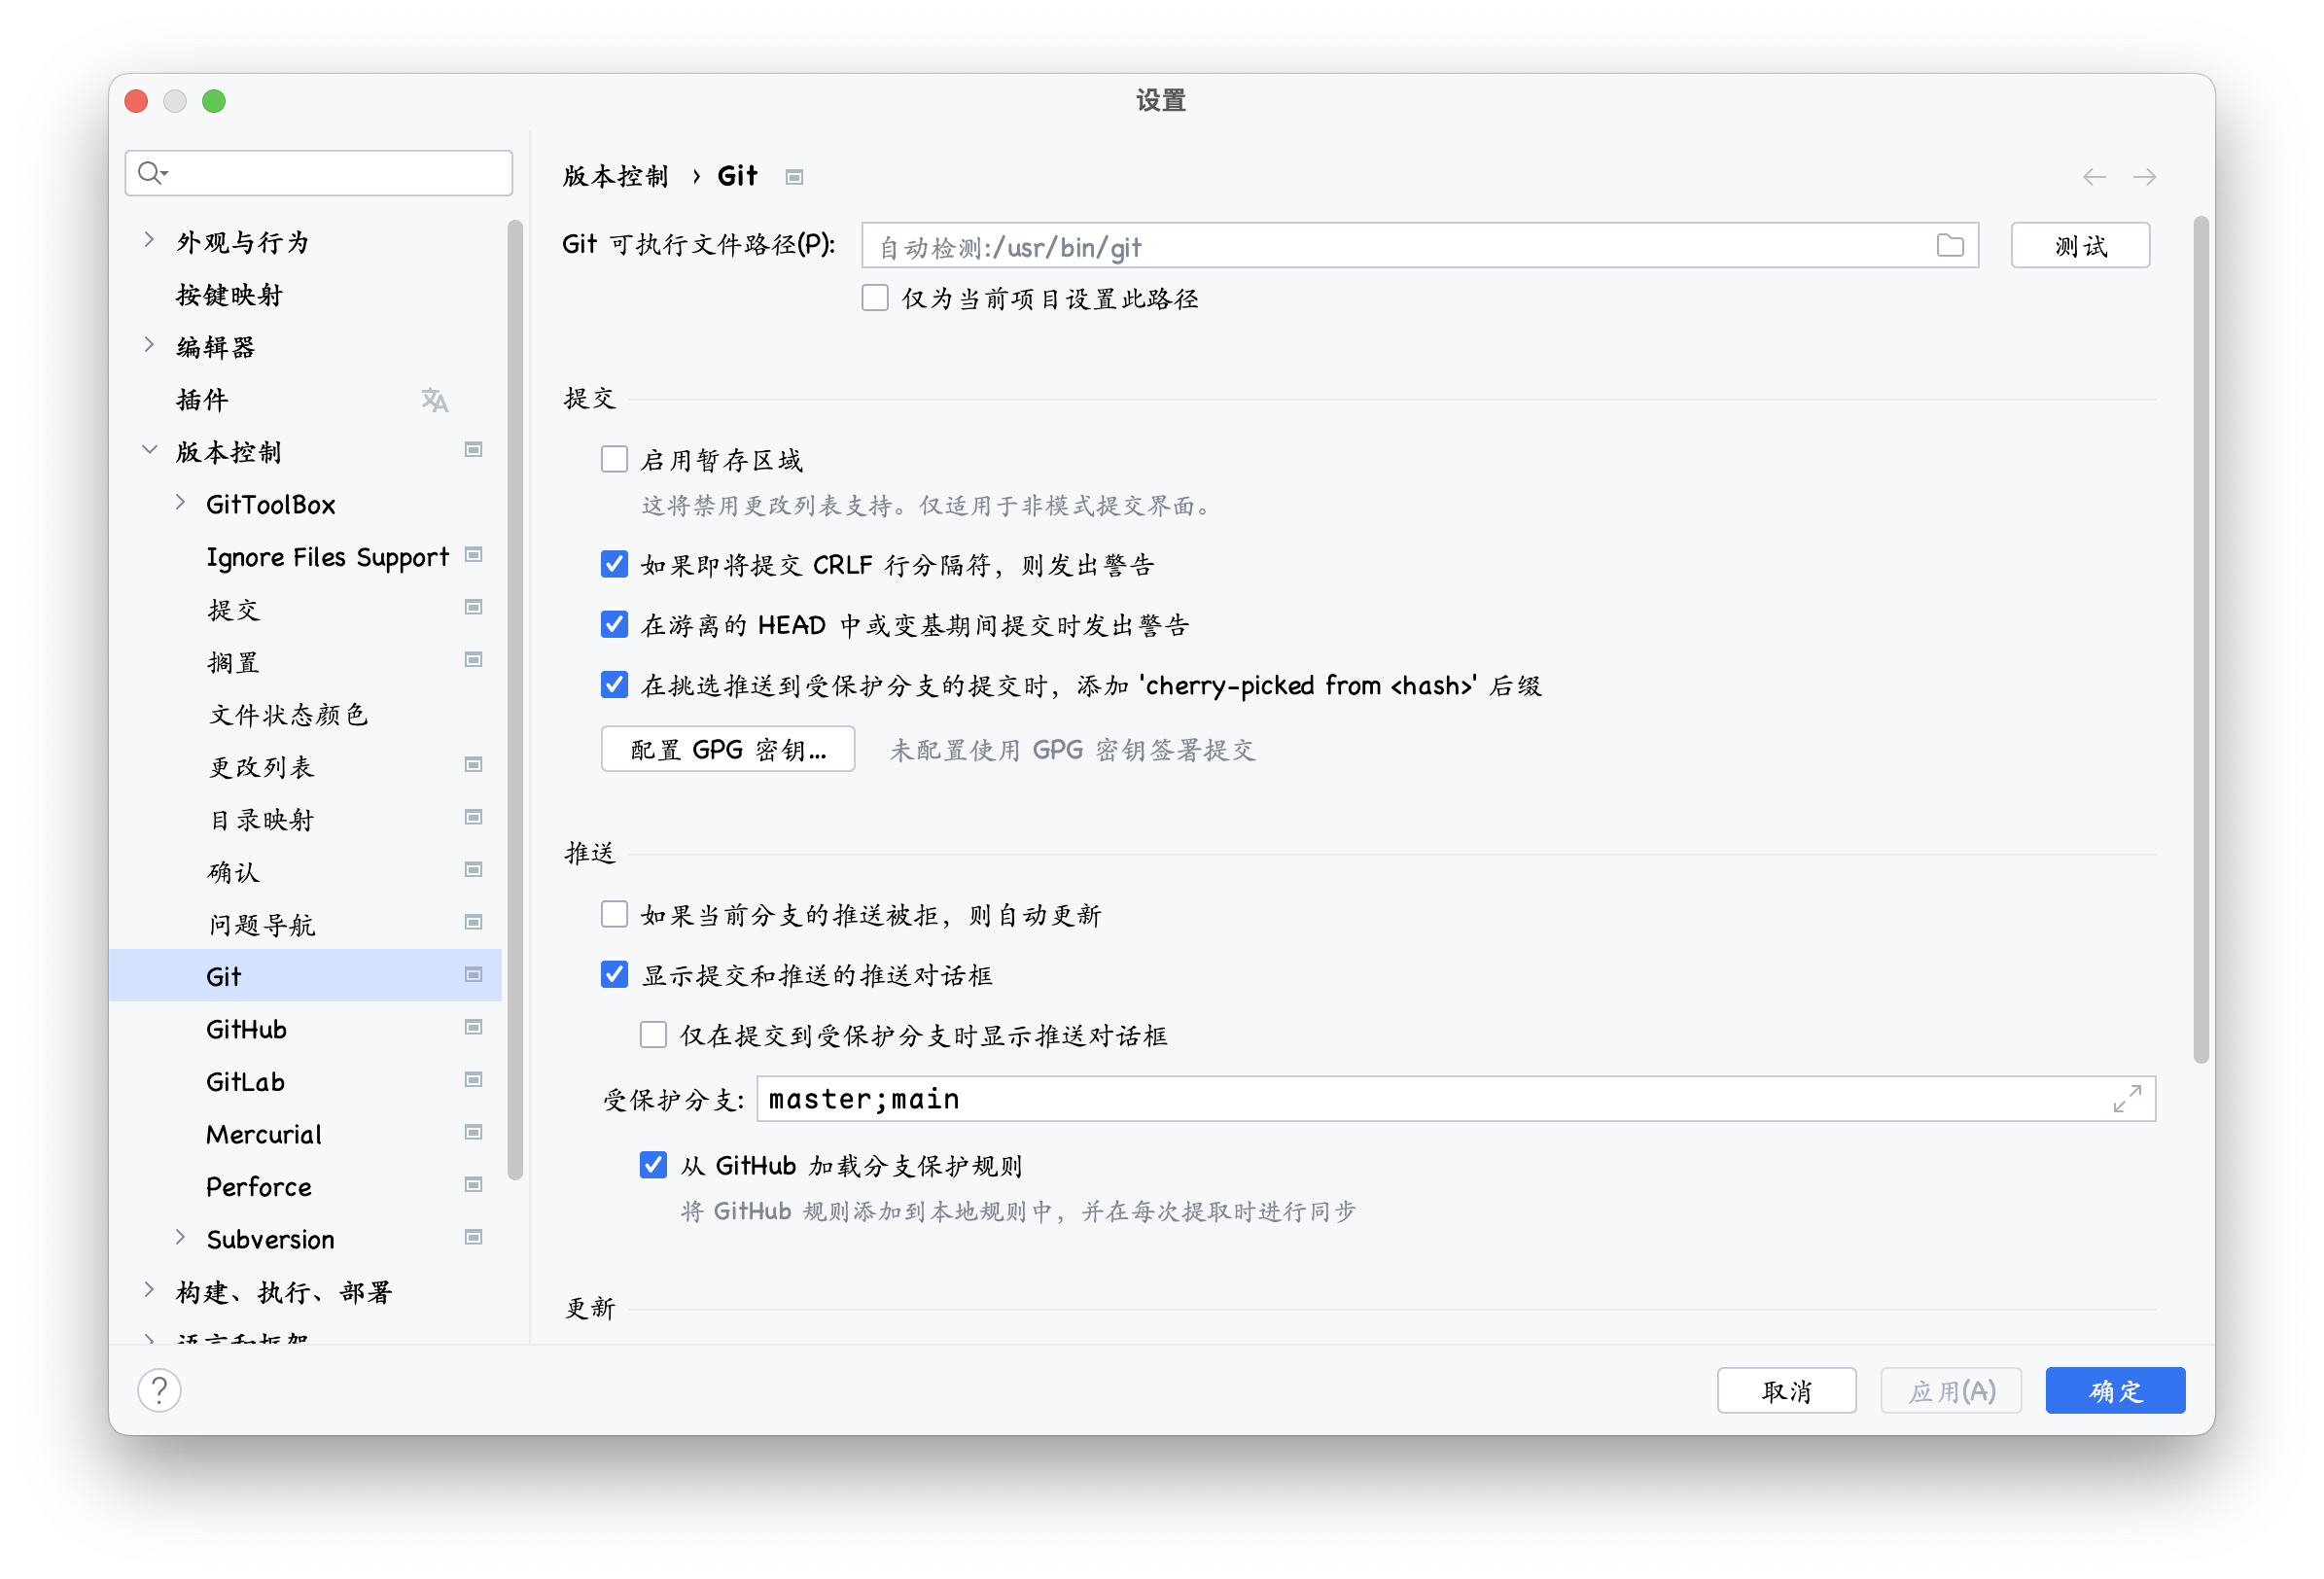 设置
外观与行为
按键映射
编辑器
插件
版本控制
GitToolBox
Ignore Files Support
提交
搁置
文件状态颜色
更改列表
目录映射
确认
问题导航
Git
GitHub
GitLab
Mercurial
Perforce
Subversion
构建、执行、部署
语言和框架
版本控制 › Git
Git 可执行文件路径(P): 自动检测:/usr/bin/git 测试
仅为当前项目设置此路径
提交
启用暂存区域
这将禁用更改列表支持。仅适用于非模式提交界面。
如果即将提交 CRLF 行分隔符，则发出警告
在游离的 HEAD 中或变基期间提交时发出警告
在挑选推送到受保护分支的提交时，添加 'cherry-picked from <hash>' 后缀
配置 GPG 密钥... 未配置使用 GPG 密钥签署提交
推送
如果当前分支的推送被拒，则自动更新
显示提交和推送的推送对话框
仅在提交到受保护分支时显示推送对话框
受保护分支: master;main
从 GitHub 加载分支保护规则
将 GitHub 规则添加到本地规则中，并在每次提取时进行同步
更新
? 取消 应用(A) 确定